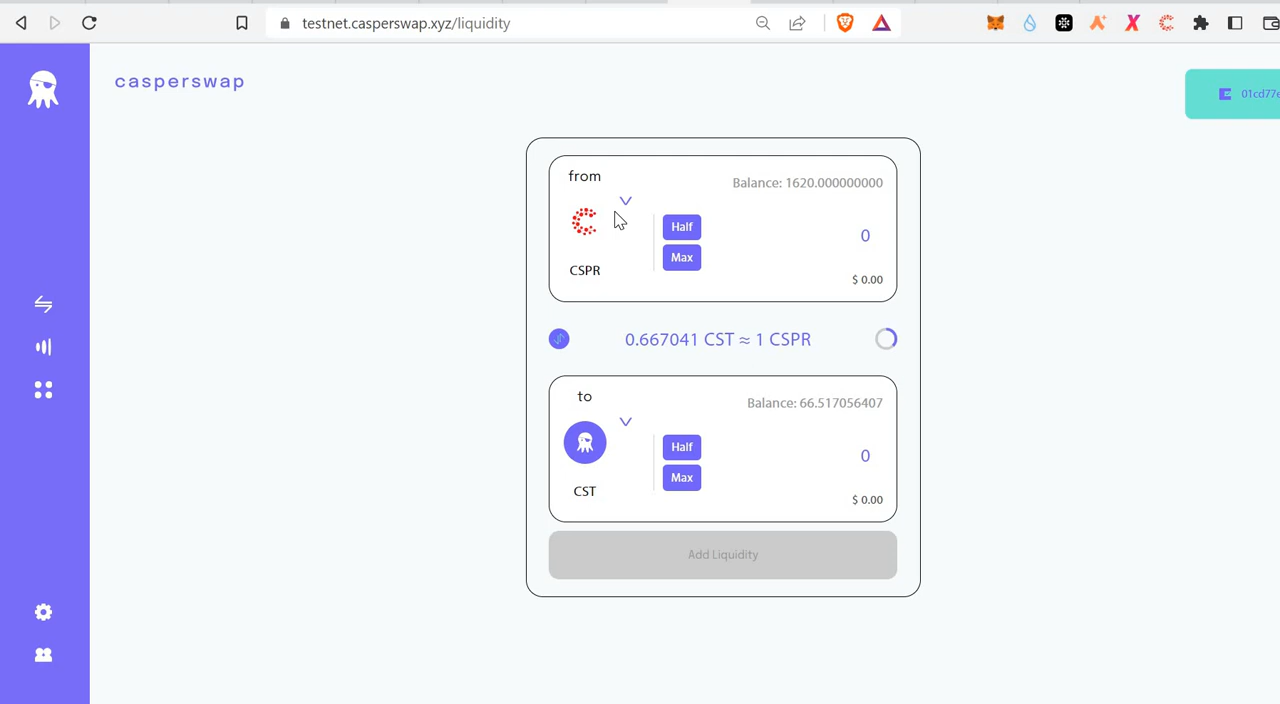 testnet.casperswap.xyz/liquidity
casperswap
01cd77e
from
Balance: 1620.000000000
Half
0
Max
CSPR
$ 0.00
0.667041 CST ≈ 1 CSPR
to
Balance: 66.517056407
Half
0
Max
CST
$ 0.00
Add Liquidity